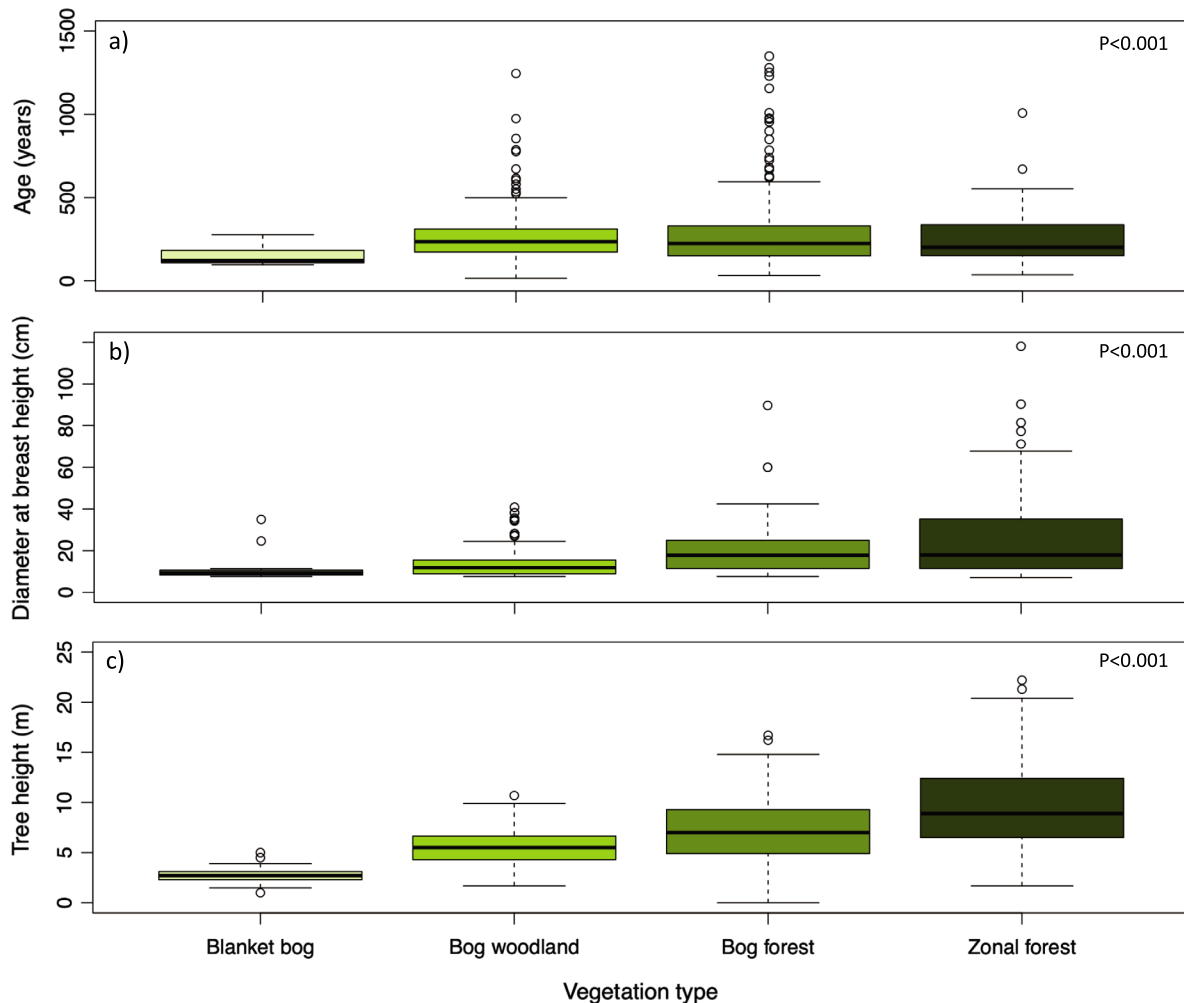 a)
P<0.001
Age (years)
1500
1000
500
0
b)
P<0.001
Diameter at breast height (cm)
100
80
60
40
20
0
c)
P<0.001
Tree height (m)
25
20
15
10
5
0
Blanket bog
Bog woodland
Bog forest
Zonal forest
Vegetation type